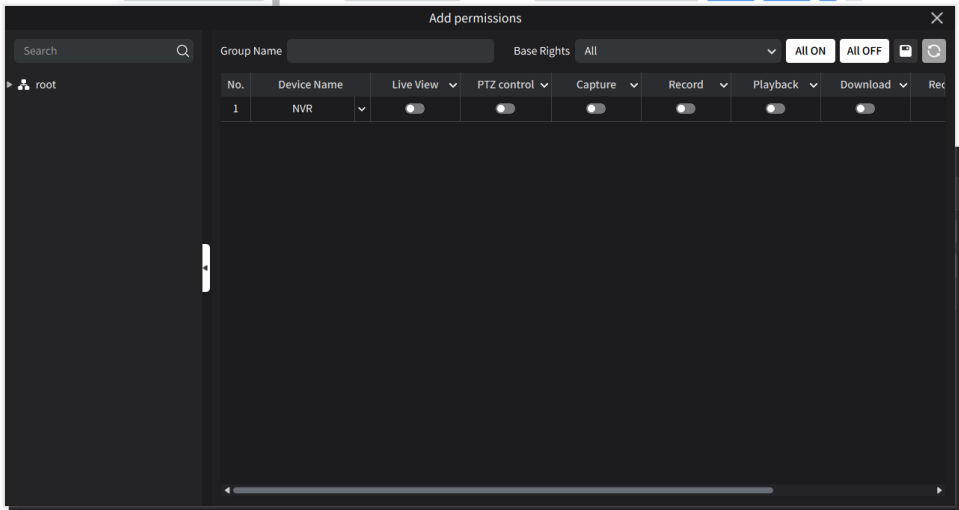 Add permissions
Search
Group Name
Base Rights All
All ON
All OFF
root
No. Device Name Live View PTZ control Capture Record Playback Download Rec
1 NVR